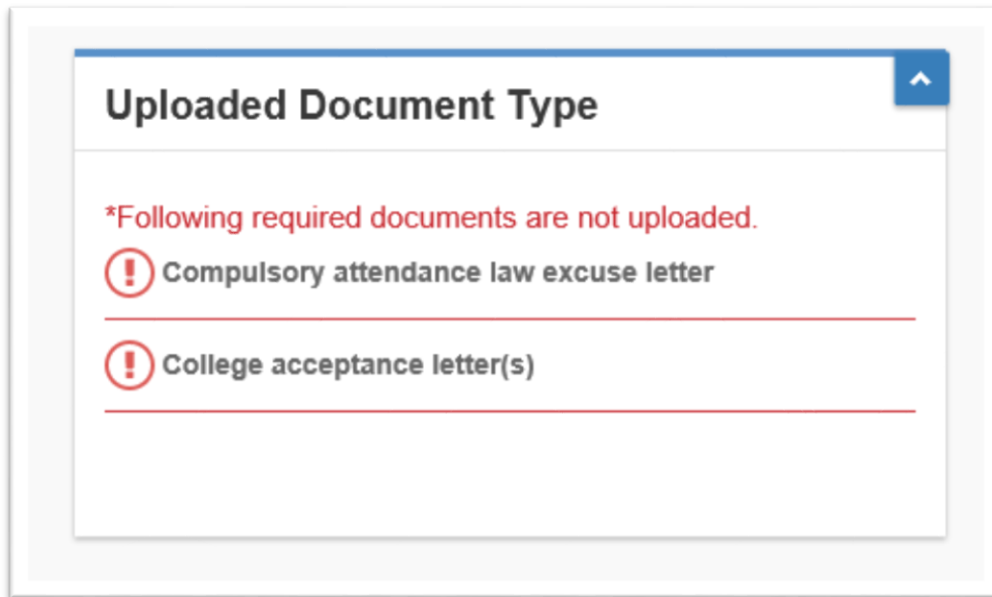 Uploaded Document Type
*Following required documents are not uploaded.
Compulsory attendance law excuse letter
College acceptance letter(s)